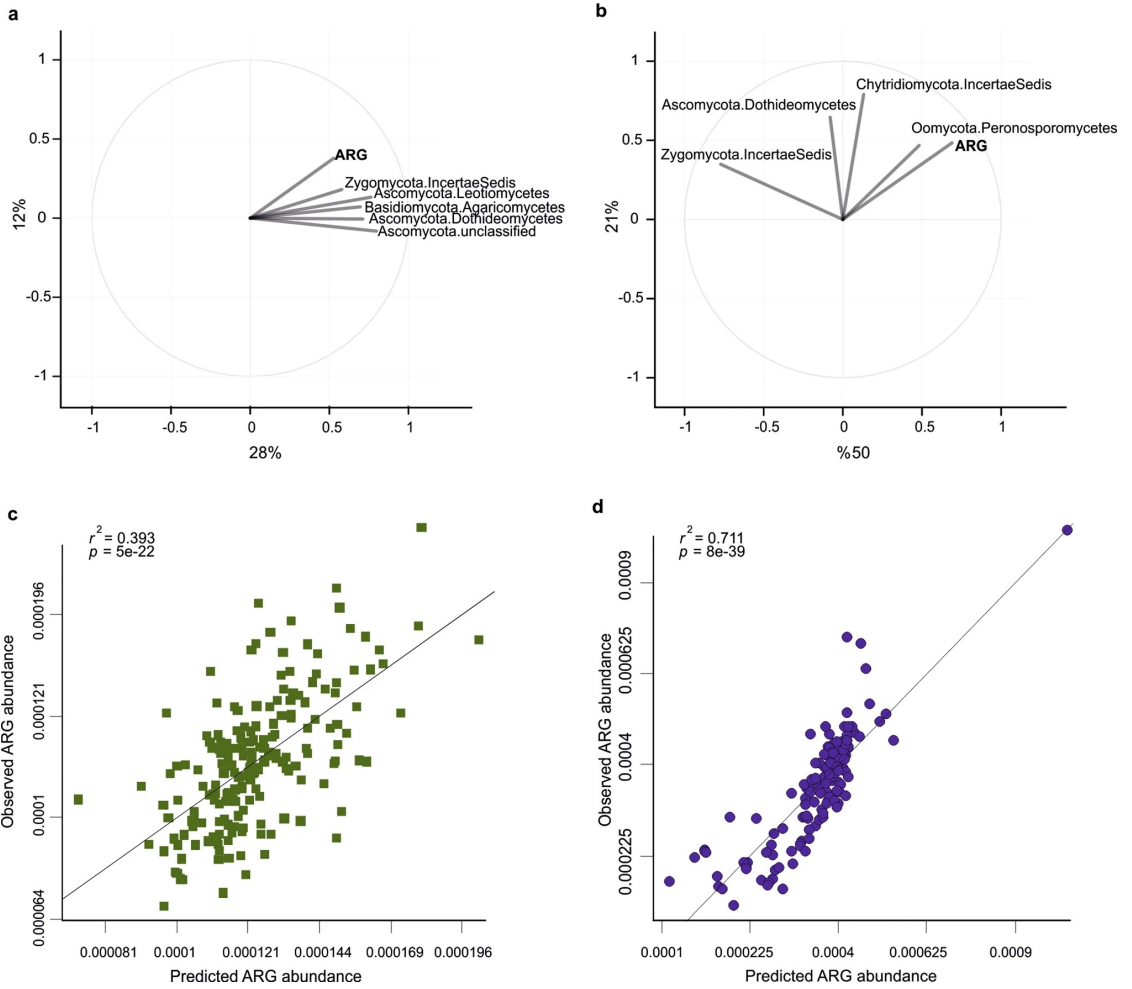 a
1
0.5
0
-0.5
-1
12%
ARG
Zygomycota.IncertaeSedis
Ascomycota.Leotiomycetes
Basidiomycota.Agaricomycetes
Ascomycota.Dothideomycetes
Ascomycota.unclassified
-1 -0.5 0 0.5 1
28%
b
1
0.5
0
-0.5
-1
21%
Chytridiomycota.IncertaeSedis
Ascomycota.Dothideomycetes
Oomycota.Peronosporomycetes
ARG
Zygomycota.IncertaeSedis
-1 -0.5 0 0.5 1
%50
c
r2 = 0.393
p = 5e-22
Observed ARG abundance
0.000196
0.000121
0.0001
0.000064
0.000081 0.0001 0.000121 0.000144 0.000169 0.000196
Predicted ARG abundance
d
r2 = 0.711
p = 8e-39
Observed ARG abundance
0.0009
0.000625
0.0004
0.000225
0.0001 0.000225 0.0004 0.000625 0.0009
Predicted ARG abundance